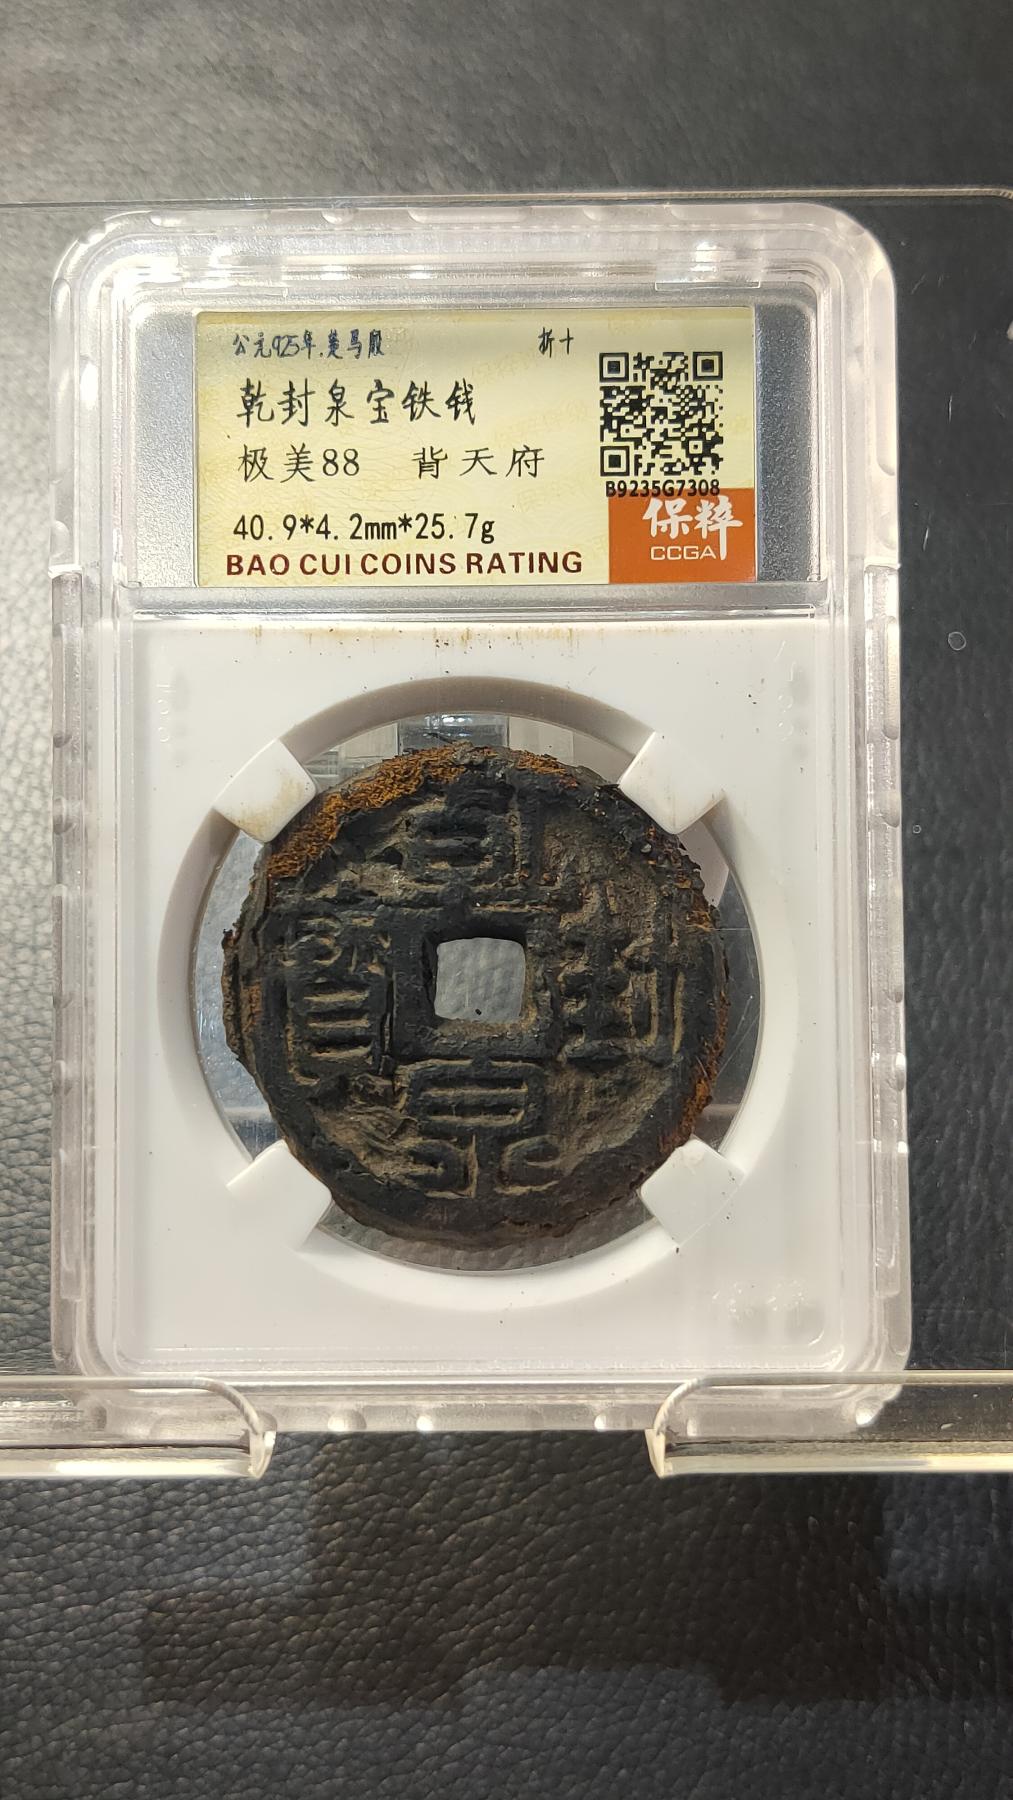 公元925年.楚马殷 折十
乾封泉宝铁钱
极美88 背天府
B9235G7308
40.9*4.2mm*25.7g
保粹
CCGA
BAO CUI COINS RATING
乾
封
泉
寶